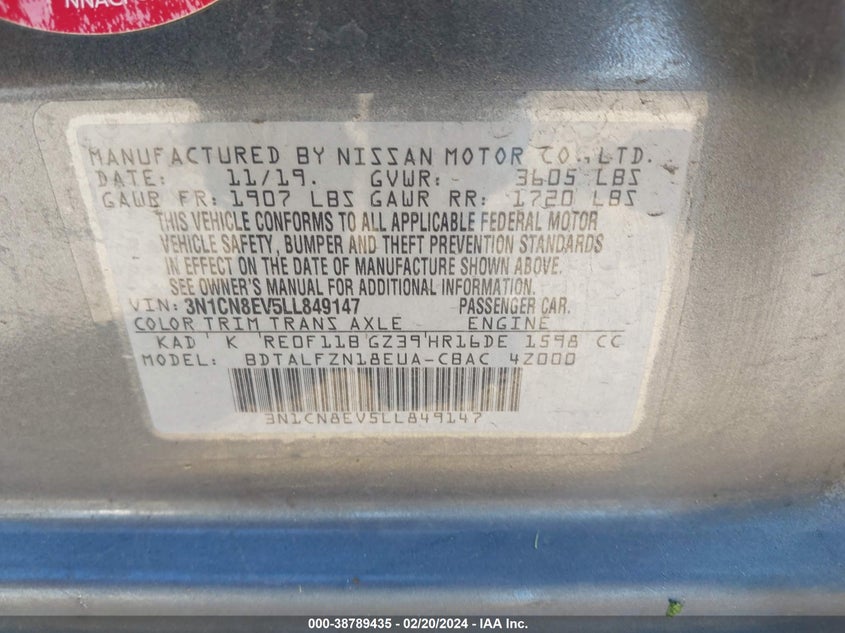 NNAC
MANUFACTURED BY NISSAN MOTOR CO., LTD.
DATE: 11/19. GVWR: 3605 LBS
GAWR FR: 1907 LBS GAWR RR: 1720 LBS
THIS VEHICLE CONFORMS TO ALL APPLICABLE FEDERAL MOTOR
VEHICLE SAFETY, BUMPER AND THEFT PREVENTION STANDARDS
IN EFFECT ON THE DATE OF MANUFACTURE SHOWN ABOVE.
SEE OWNER'S MANUAL FOR ADDITIONAL INFORMATION.
VIN: 3N1CN8EV5LL849147 PASSENGER CAR.
COLOR TRIM TRANS AXLE ENGINE
KAD K RE0F11B GZ39 HR16DE 1598 CC
MODEL: BDTALFZN18EUA-CBAC 4Z000
3N1CN8EV5LL849147
000-38789435 - 02/20/2024 - IAA Inc.